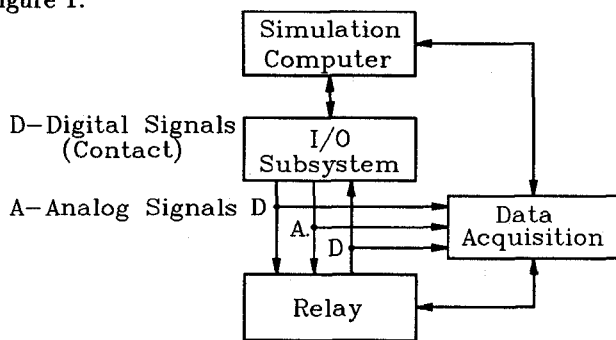 Figure 1.
Simulation
Computer
D-Digital Signals
(Contact)
I/O
Subsystem
A-Analog Signals D
A.
D
Data
Acquisition
Relay